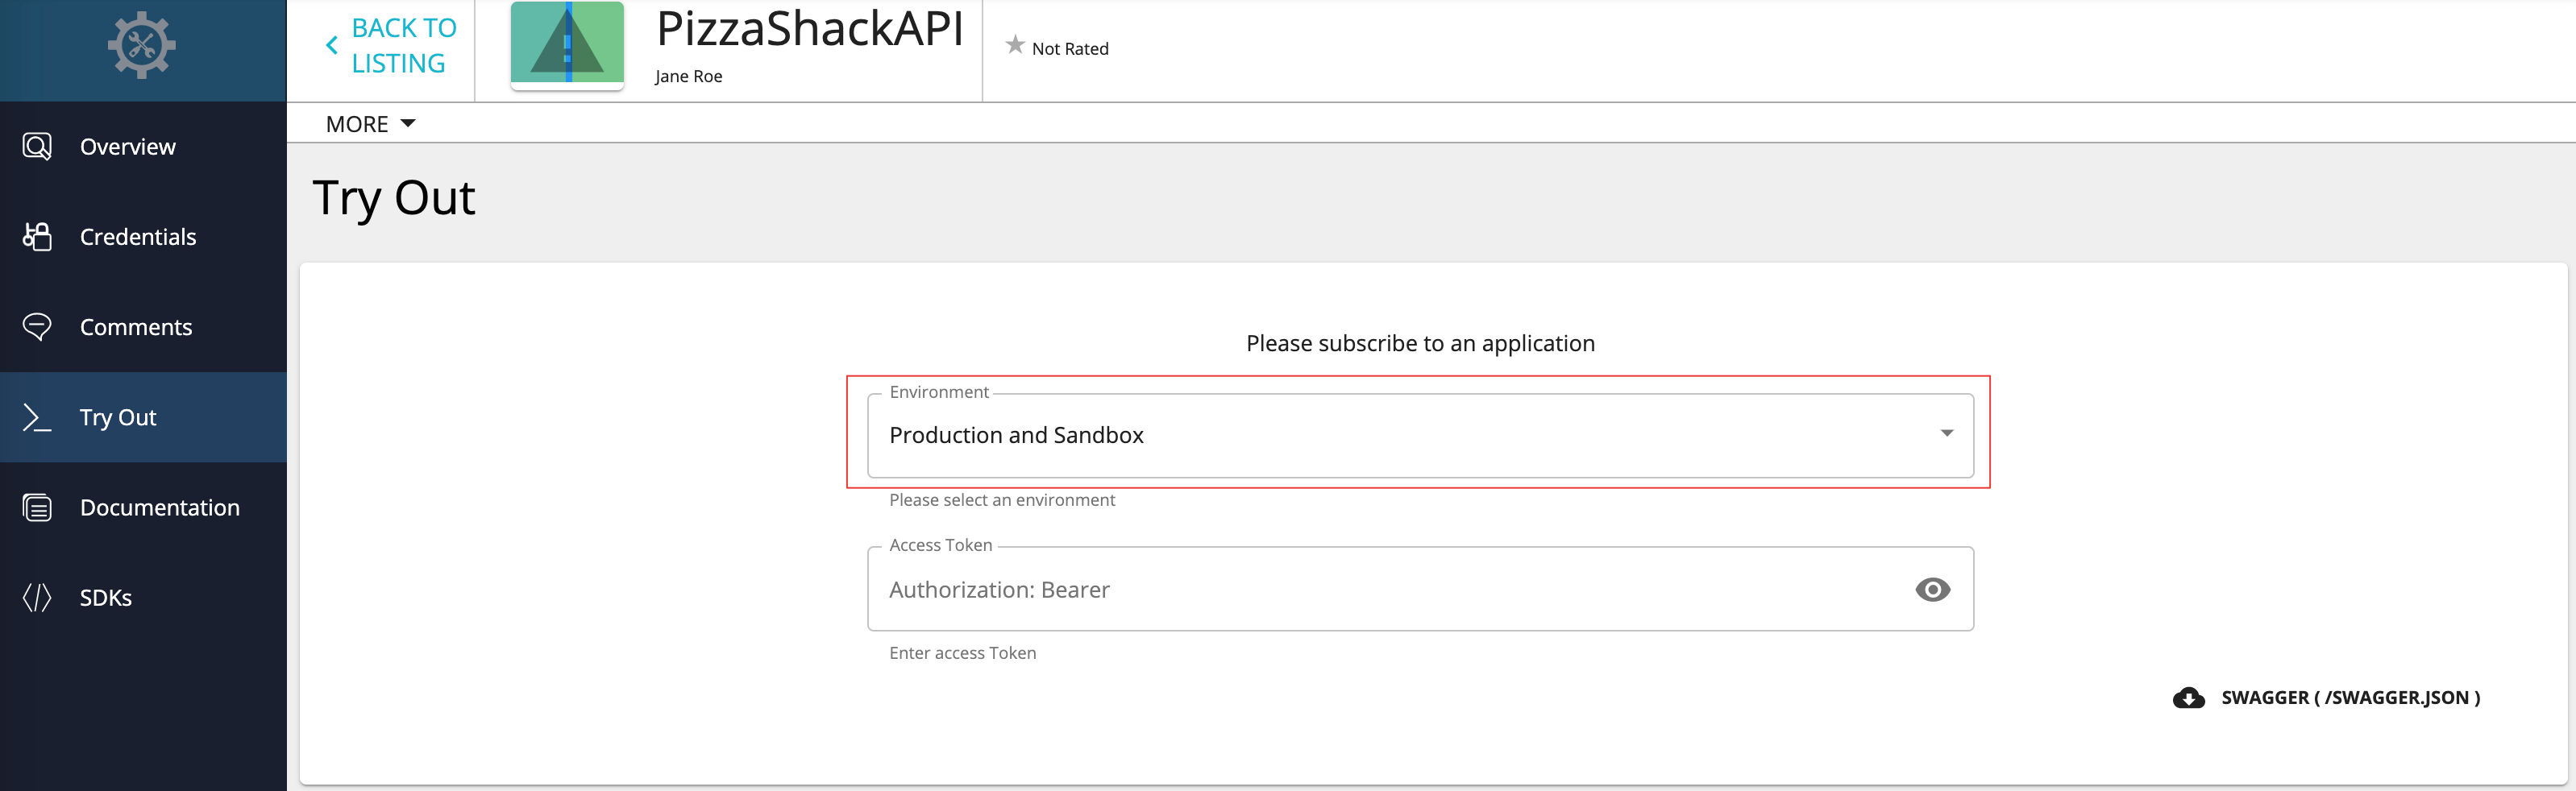 BACK TO
LISTING
PizzaShackAPI
Jane Roe
Not Rated
MORE
Overview
Credentials
Comments
Try Out
Documentation
SDKs
Try Out
Please subscribe to an application
Environment
Production and Sandbox
Please select an environment
Access Token
Authorization: Bearer
Enter access Token
SWAGGER ( /SWAGGER.JSON )